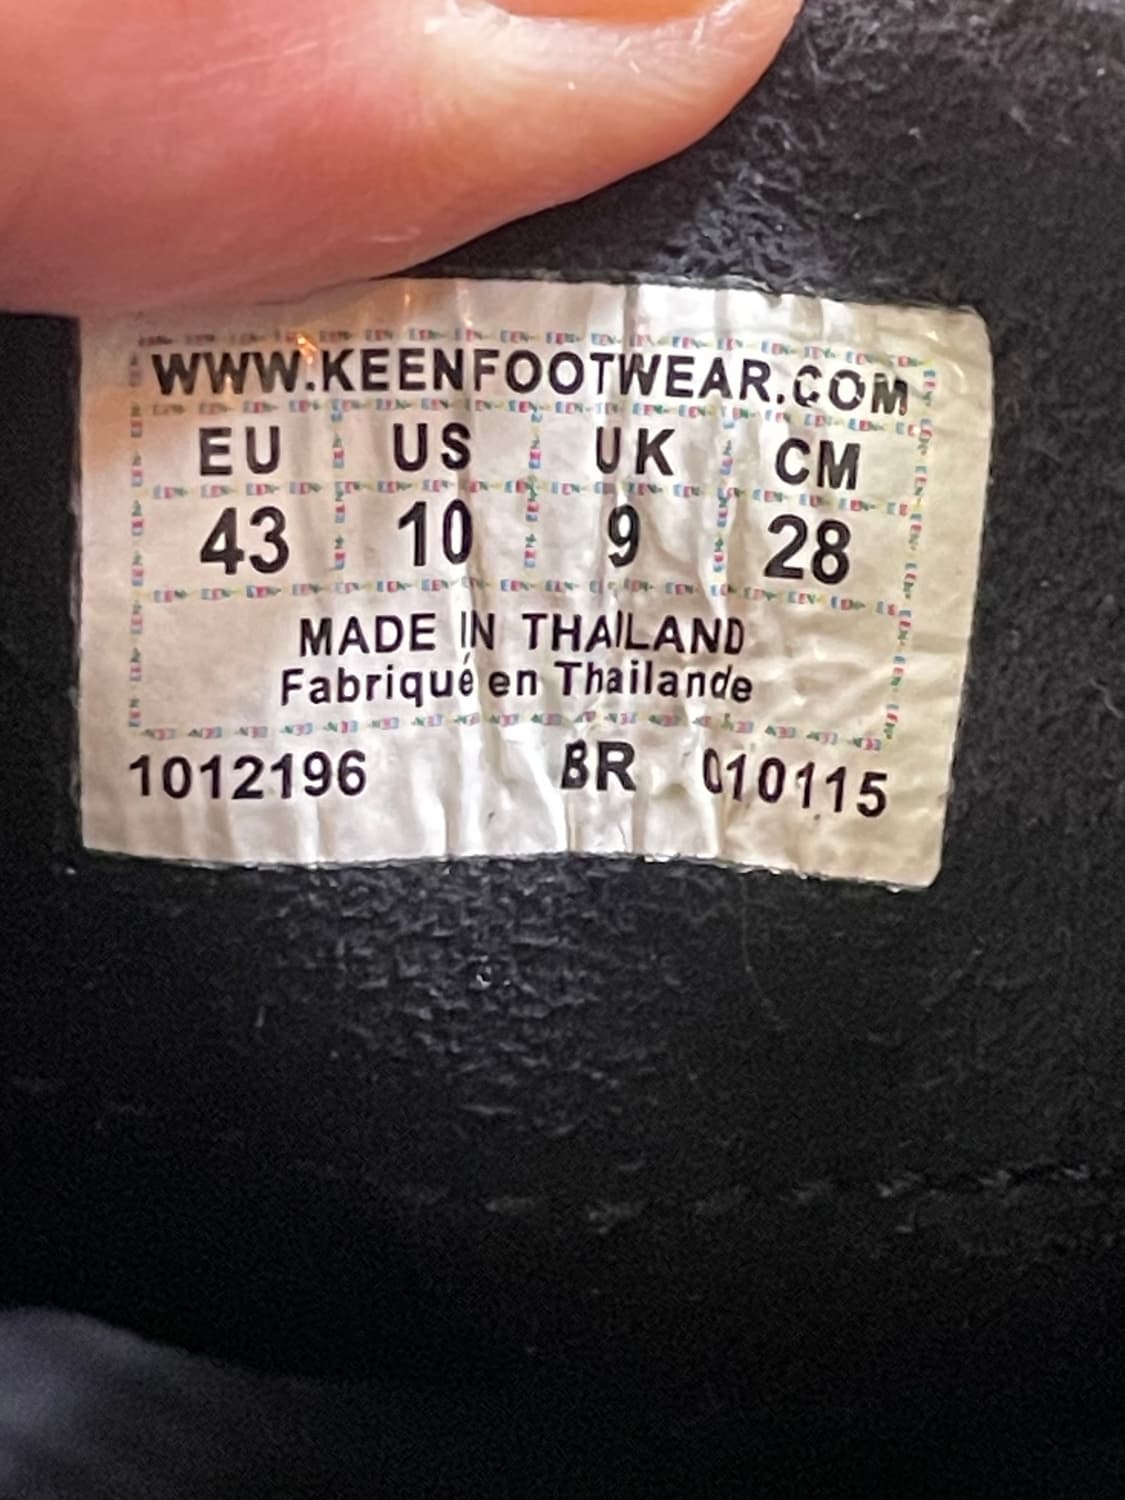 WWW.KEENFOOTWEAR.COM
EU US UK CM
43 10 9 28
MADE IN THAILAND
Fabriqué en Thailande
1012196 BR 010115